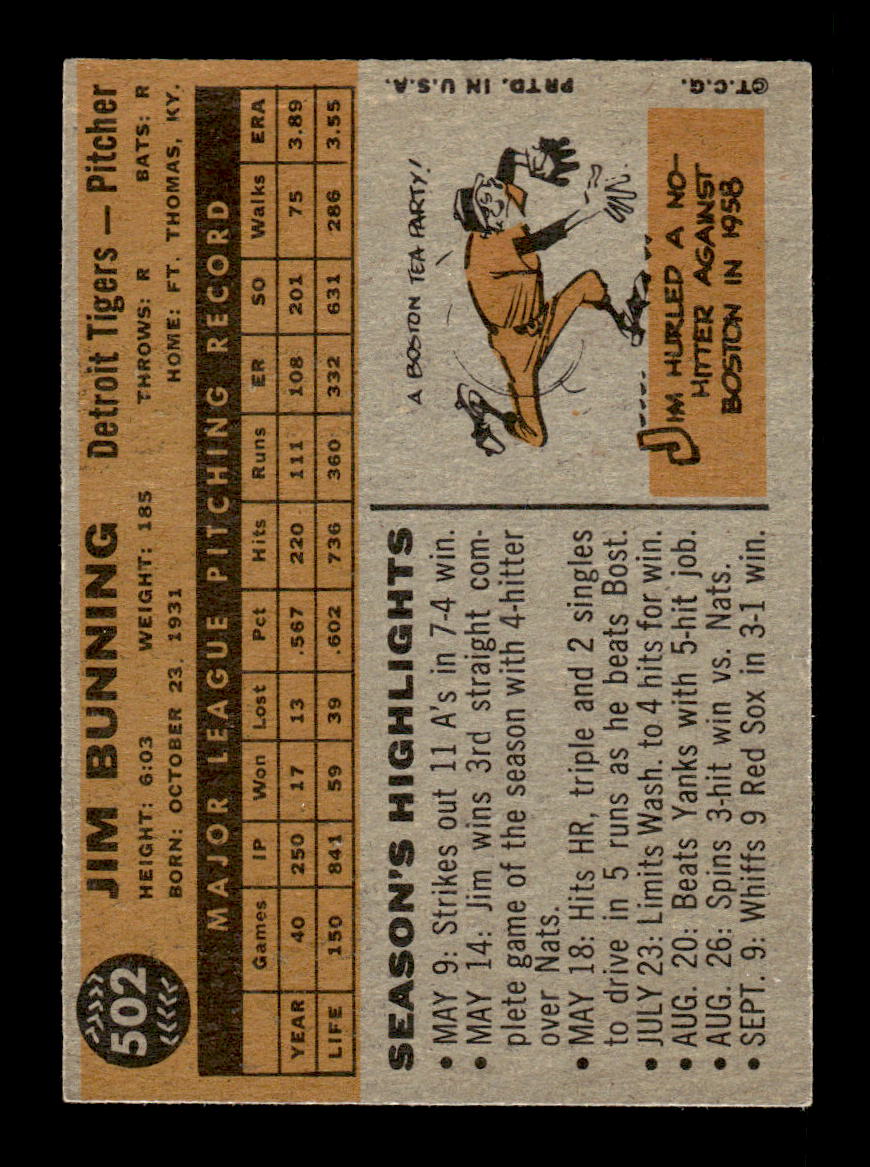 502
JIM BUNNING Detroit Tigers — Pitcher
HEIGHT: 6:03 WEIGHT: 185 THROWS: R BATS: R
BORN: OCTOBER 23, 1931 HOME: FT. THOMAS, KY.
MAJOR LEAGUE PITCHING RECORD
Games IP Won Lost Pct Hits Runs ER SO Walks ERA
YEAR 40 250 17 13 .567 220 111 108 201 75 3.89
LIFE 150 841 59 39 .602 736 360 332 631 286 3.55
SEASON'S HIGHLIGHTS
• MAY 9: Strikes out 11 A's in 7-4 win.
• MAY 14: Jim wins 3rd straight com-
plete game of the season with 4-hitter
over Nats.
• MAY 18: Hits HR, triple and 2 singles
to drive in 5 runs as he beats Bost.
• JULY 23: Limits Wash. to 4 hits for win.
• AUG. 20: Beats Yanks with 5-hit job.
• AUG. 26: Spins 3-hit win vs. Nats.
• SEPT. 9: Whiffs 9 Red Sox in 3-1 win.
A BOSTON TEA PARTY!
JIM HURLED A NO-
HITTER AGAINST
BOSTON IN 1958
©T.C.G. PRTD. IN U.S.A.